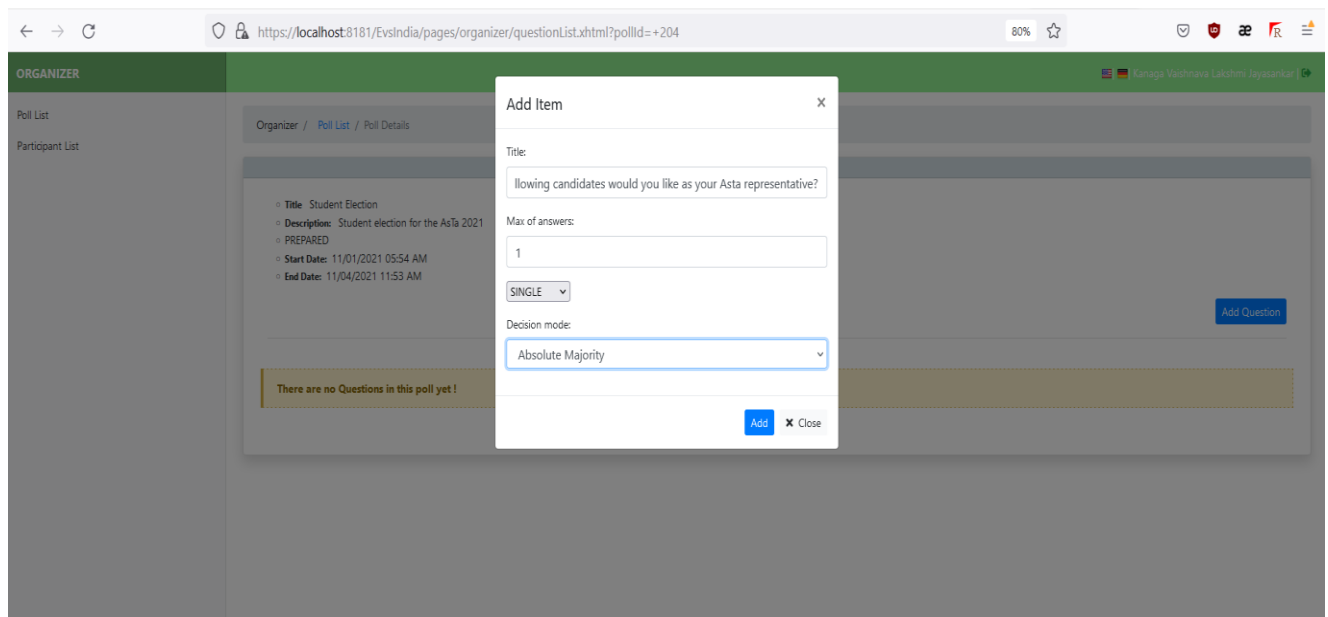 https://localhost:8181/EvsIndia/pages/organizer/questionList.xhtml?pollId=+204
80%
ORGANIZER
Kanaga Vaishnava Lakshmi Jayasankar |
Poll List
Participant List
Organizer / Poll List / Poll Details
Title Student Election
Description: Student election for the AsTa 2021
PREPARED
Start Date: 11/01/2021 05:54 AM
End Date: 11/04/2021 11:53 AM
Add Question
There are no Questions in this poll yet !
Add Item
X
Title:
llowing candidates would you like as your Asta representative?
Max of answers:
1
SINGLE
Decision mode:
Absolute Majority
Add
X Close